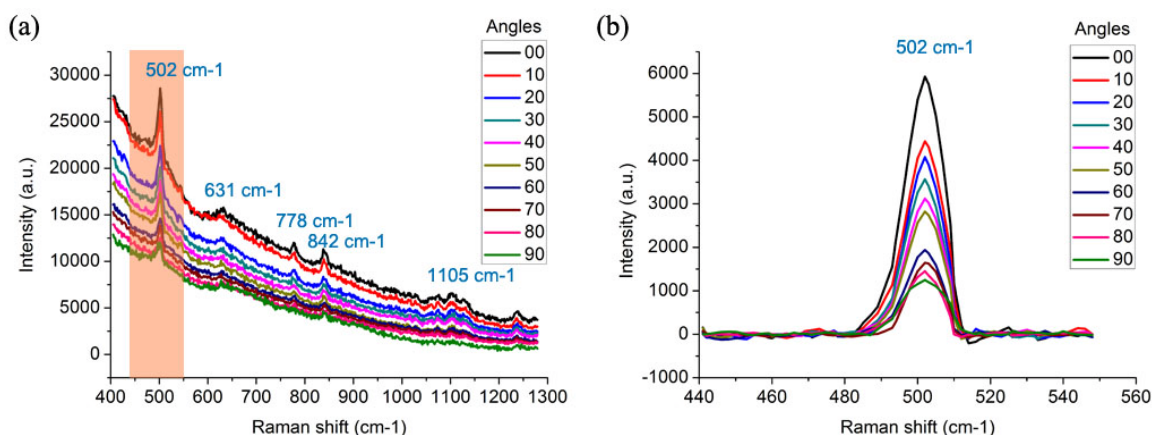 (a)
Angles
00
10
20
30
40
50
60
70
80
90
502 cm-1
631 cm-1
778 cm-1
842 cm-1
1105 cm-1
30000
25000
20000
15000
10000
5000
0
Intensity (a.u.)
400 500 600 700 800 900 1000 1100 1200 1300
Raman shift (cm-1)
(b)
Angles
00
10
20
30
40
50
60
70
80
90
502 cm-1
6000
5000
4000
3000
2000
1000
0
-1000
Intensity (a.u.)
440 460 480 500 520 540 560
Raman shift (cm-1)